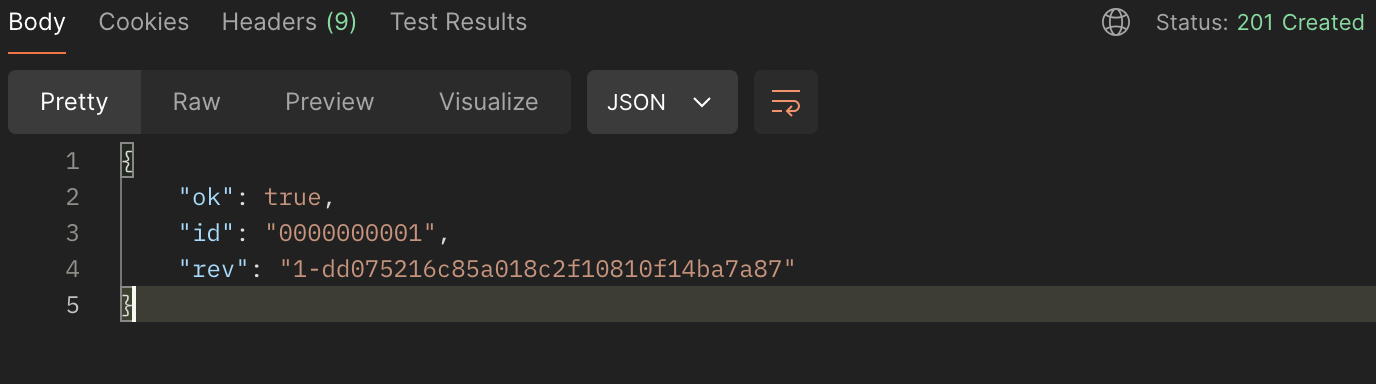 Body Cookies Headers (9) Test Results Status: 201 Created
Pretty Raw Preview Visualize JSON
1 {
2 "ok": true,
3 "id": "0000000001",
4 "rev": "1-dd075216c85a018c2f10810f14ba7a87"
5 }